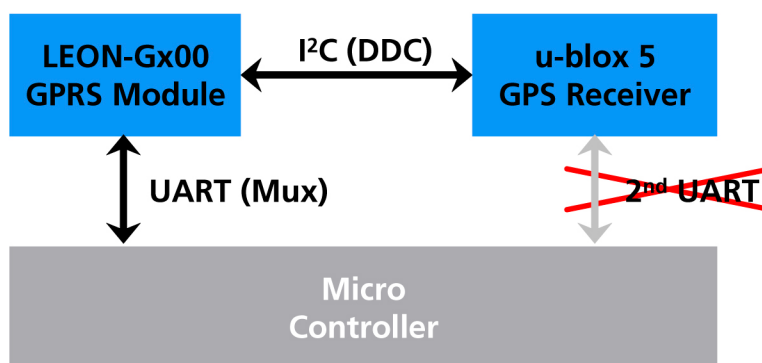 LEON-Gx00
GPRS Module
I²C (DDC)
u-blox 5
GPS Receiver
UART (Mux)
2ⁿᵈ UART
Micro
Controller